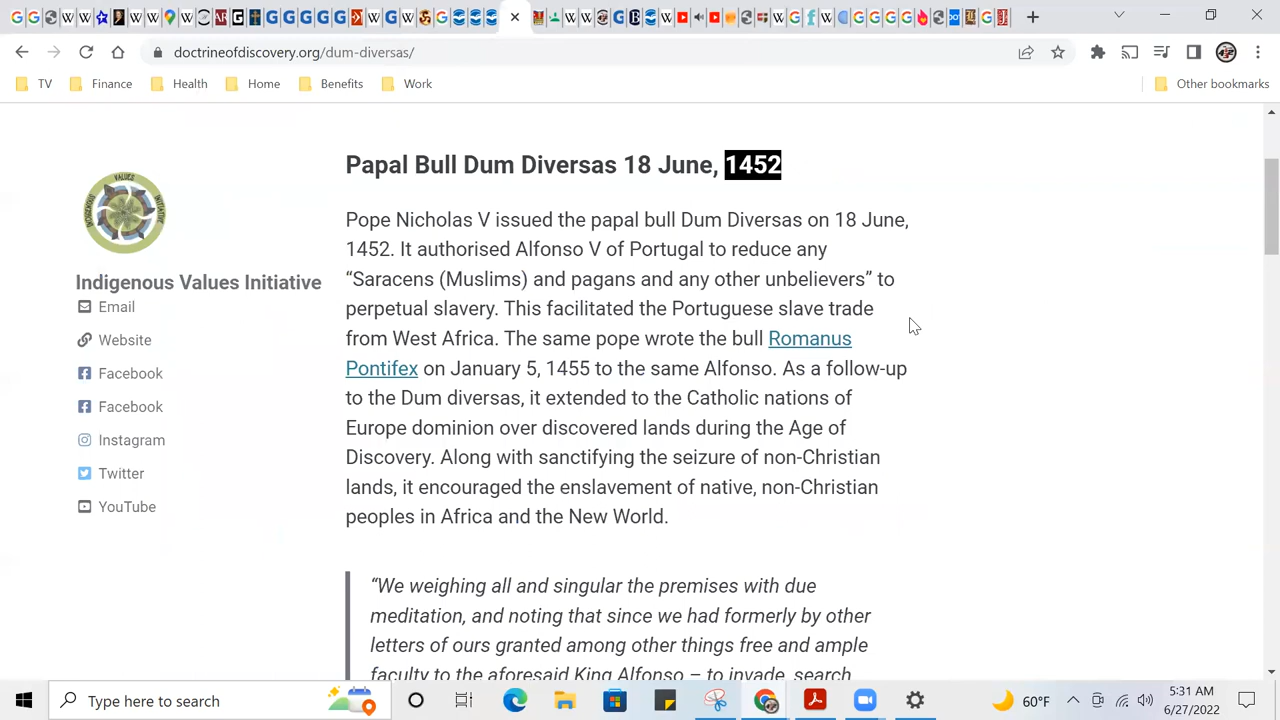 doctrineofdiscovery.org/dum-diversas/
TV
Finance
Health
Home
Benefits
Work
Other bookmarks
Papal Bull Dum Diversas 18 June, 1452
Pope Nicholas V issued the papal bull Dum Diversas on 18 June,
1452. It authorised Alfonso V of Portugal to reduce any
“Saracens (Muslims) and pagans and any other unbelievers” to
perpetual slavery. This facilitated the Portuguese slave trade
from West Africa. The same pope wrote the bull Romanus
Pontifex on January 5, 1455 to the same Alfonso. As a follow-up
to the Dum diversas, it extended to the Catholic nations of
Europe dominion over discovered lands during the Age of
Discovery. Along with sanctifying the seizure of non-Christian
lands, it encouraged the enslavement of native, non-Christian
peoples in Africa and the New World.
“We weighing all and singular the premises with due
meditation, and noting that since we had formerly by other
letters of ours granted among other things free and ample
faculty to the aforesaid King Alfonso – to invade, search,
Indigenous Values Initiative
Email
Website
Facebook
Facebook
Instagram
Twitter
YouTube
Type here to search
60°F
5:31 AM
6/27/2022